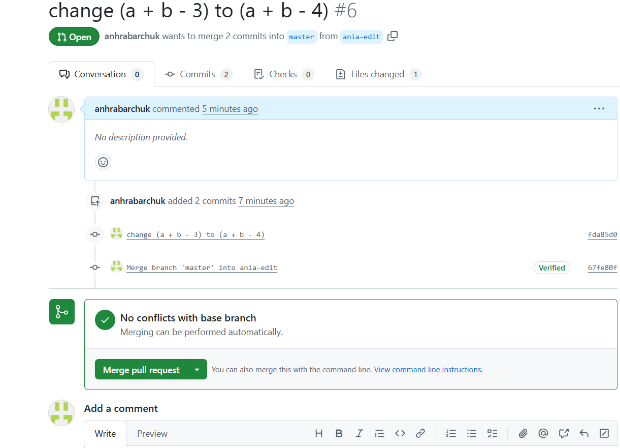 change (a + b - 3) to (a + b - 4) #6
Open anhrabarchuk wants to merge 2 commits into master from ania-edit
Conversation 0 Commits 2 Checks 0 Files changed 1
anhrabarchuk commented 5 minutes ago ...
No description provided.
anhrabarchuk added 2 commits 7 minutes ago
change (a + b - 3) to (a + b - 4) fda85d0
Merge branch 'master' into ania-edit Verified 67fe80f
No conflicts with base branch
Merging can be performed automatically.
Merge pull request You can also merge this with the command line. View command line instructions.
Add a comment
Write Preview H B I